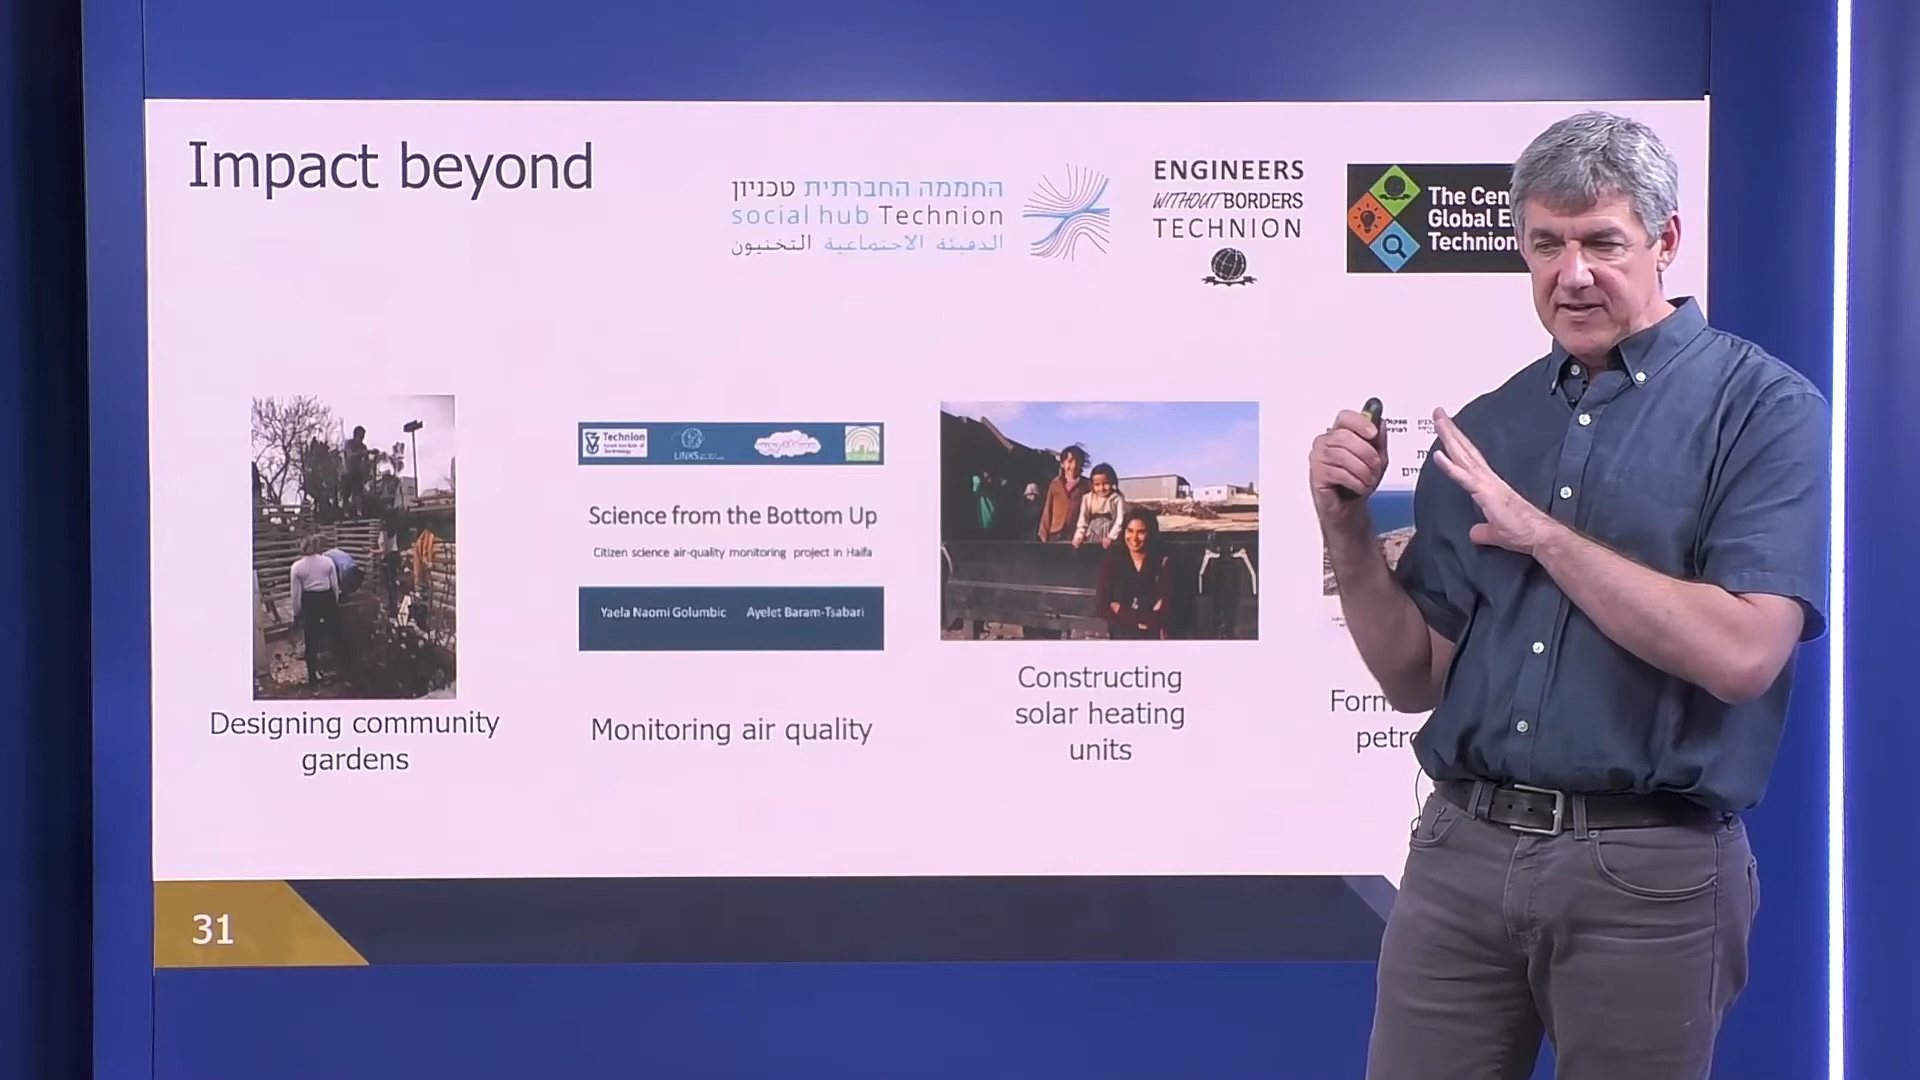 Impact beyond
החממה החברתית טכניון
social hub Technion
الدفيئة الاجتماعية التخنيون
ENGINEERS
WITHOUT BORDERS
TECHNION
The Cen
Global E
Technion
Technion
LINKS
Science from the Bottom Up
Citizen science air-quality monitoring project in Haifa
Yaela Naomi Golumbic Ayelet Baram-Tsabari
Designing community
gardens
Monitoring air quality
Constructing
solar heating
units
Form
petro
31